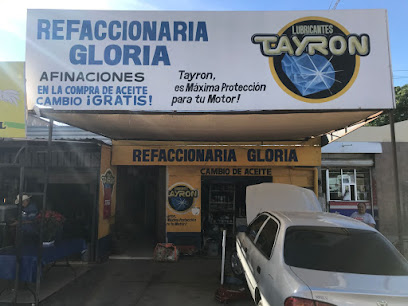 REFACCIONARIA
GLORIA
AFINACIONES
EN LA COMPRA DE ACEITE
CAMBIO ¡GRATIS!
Tayron,
es Máxima Protección
para tu Motor!
LUBRICANTES
TAYRON
REFACCIONARIA GLORIA
CAMBIO DE ACEITE
TAYRON
TAYRON